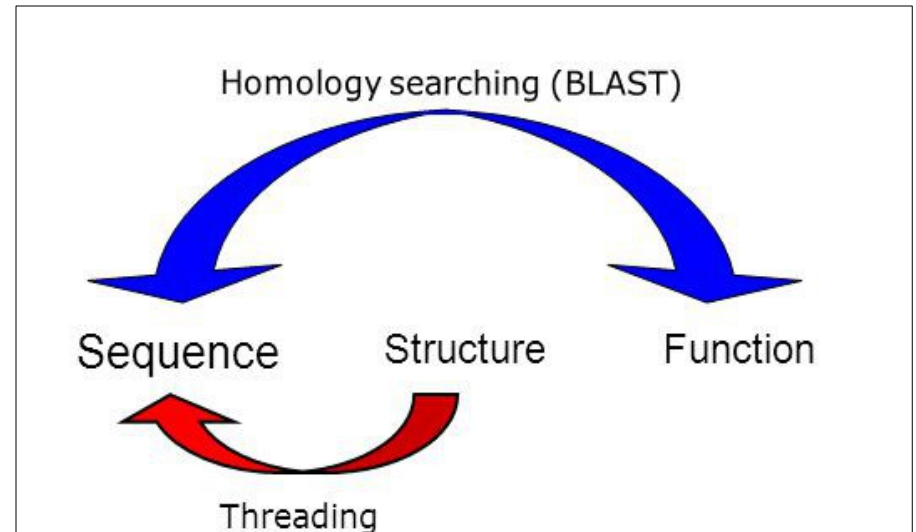 Homology searching (BLAST)
Sequence Structure Function
Threading